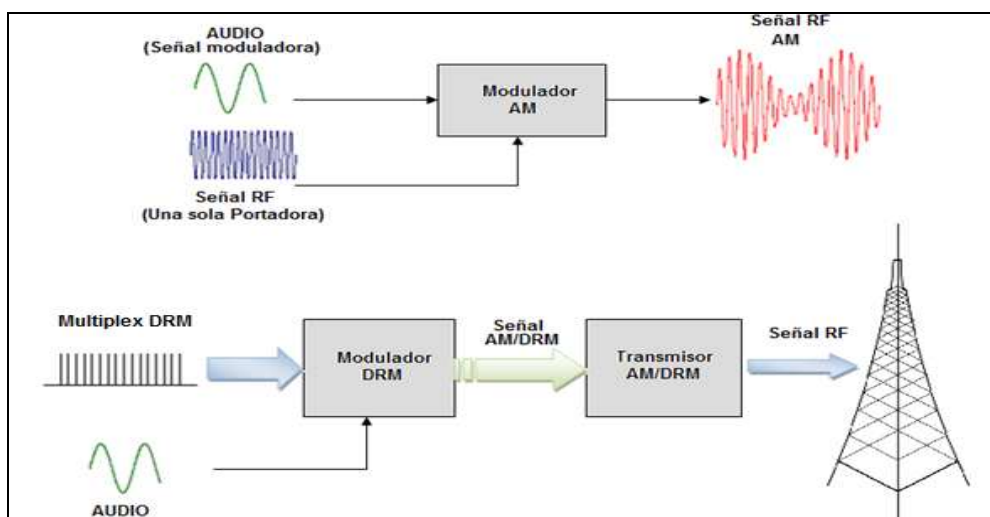 AUDIO
(Señal moduladora)
Señal RF
AM
Modulador
AM
Señal RF
(Una sola Portadora)
Multiplex DRM
Modulador
DRM
Señal
AM/DRM
Transmisor
AM/DRM
Señal RF
AUDIO